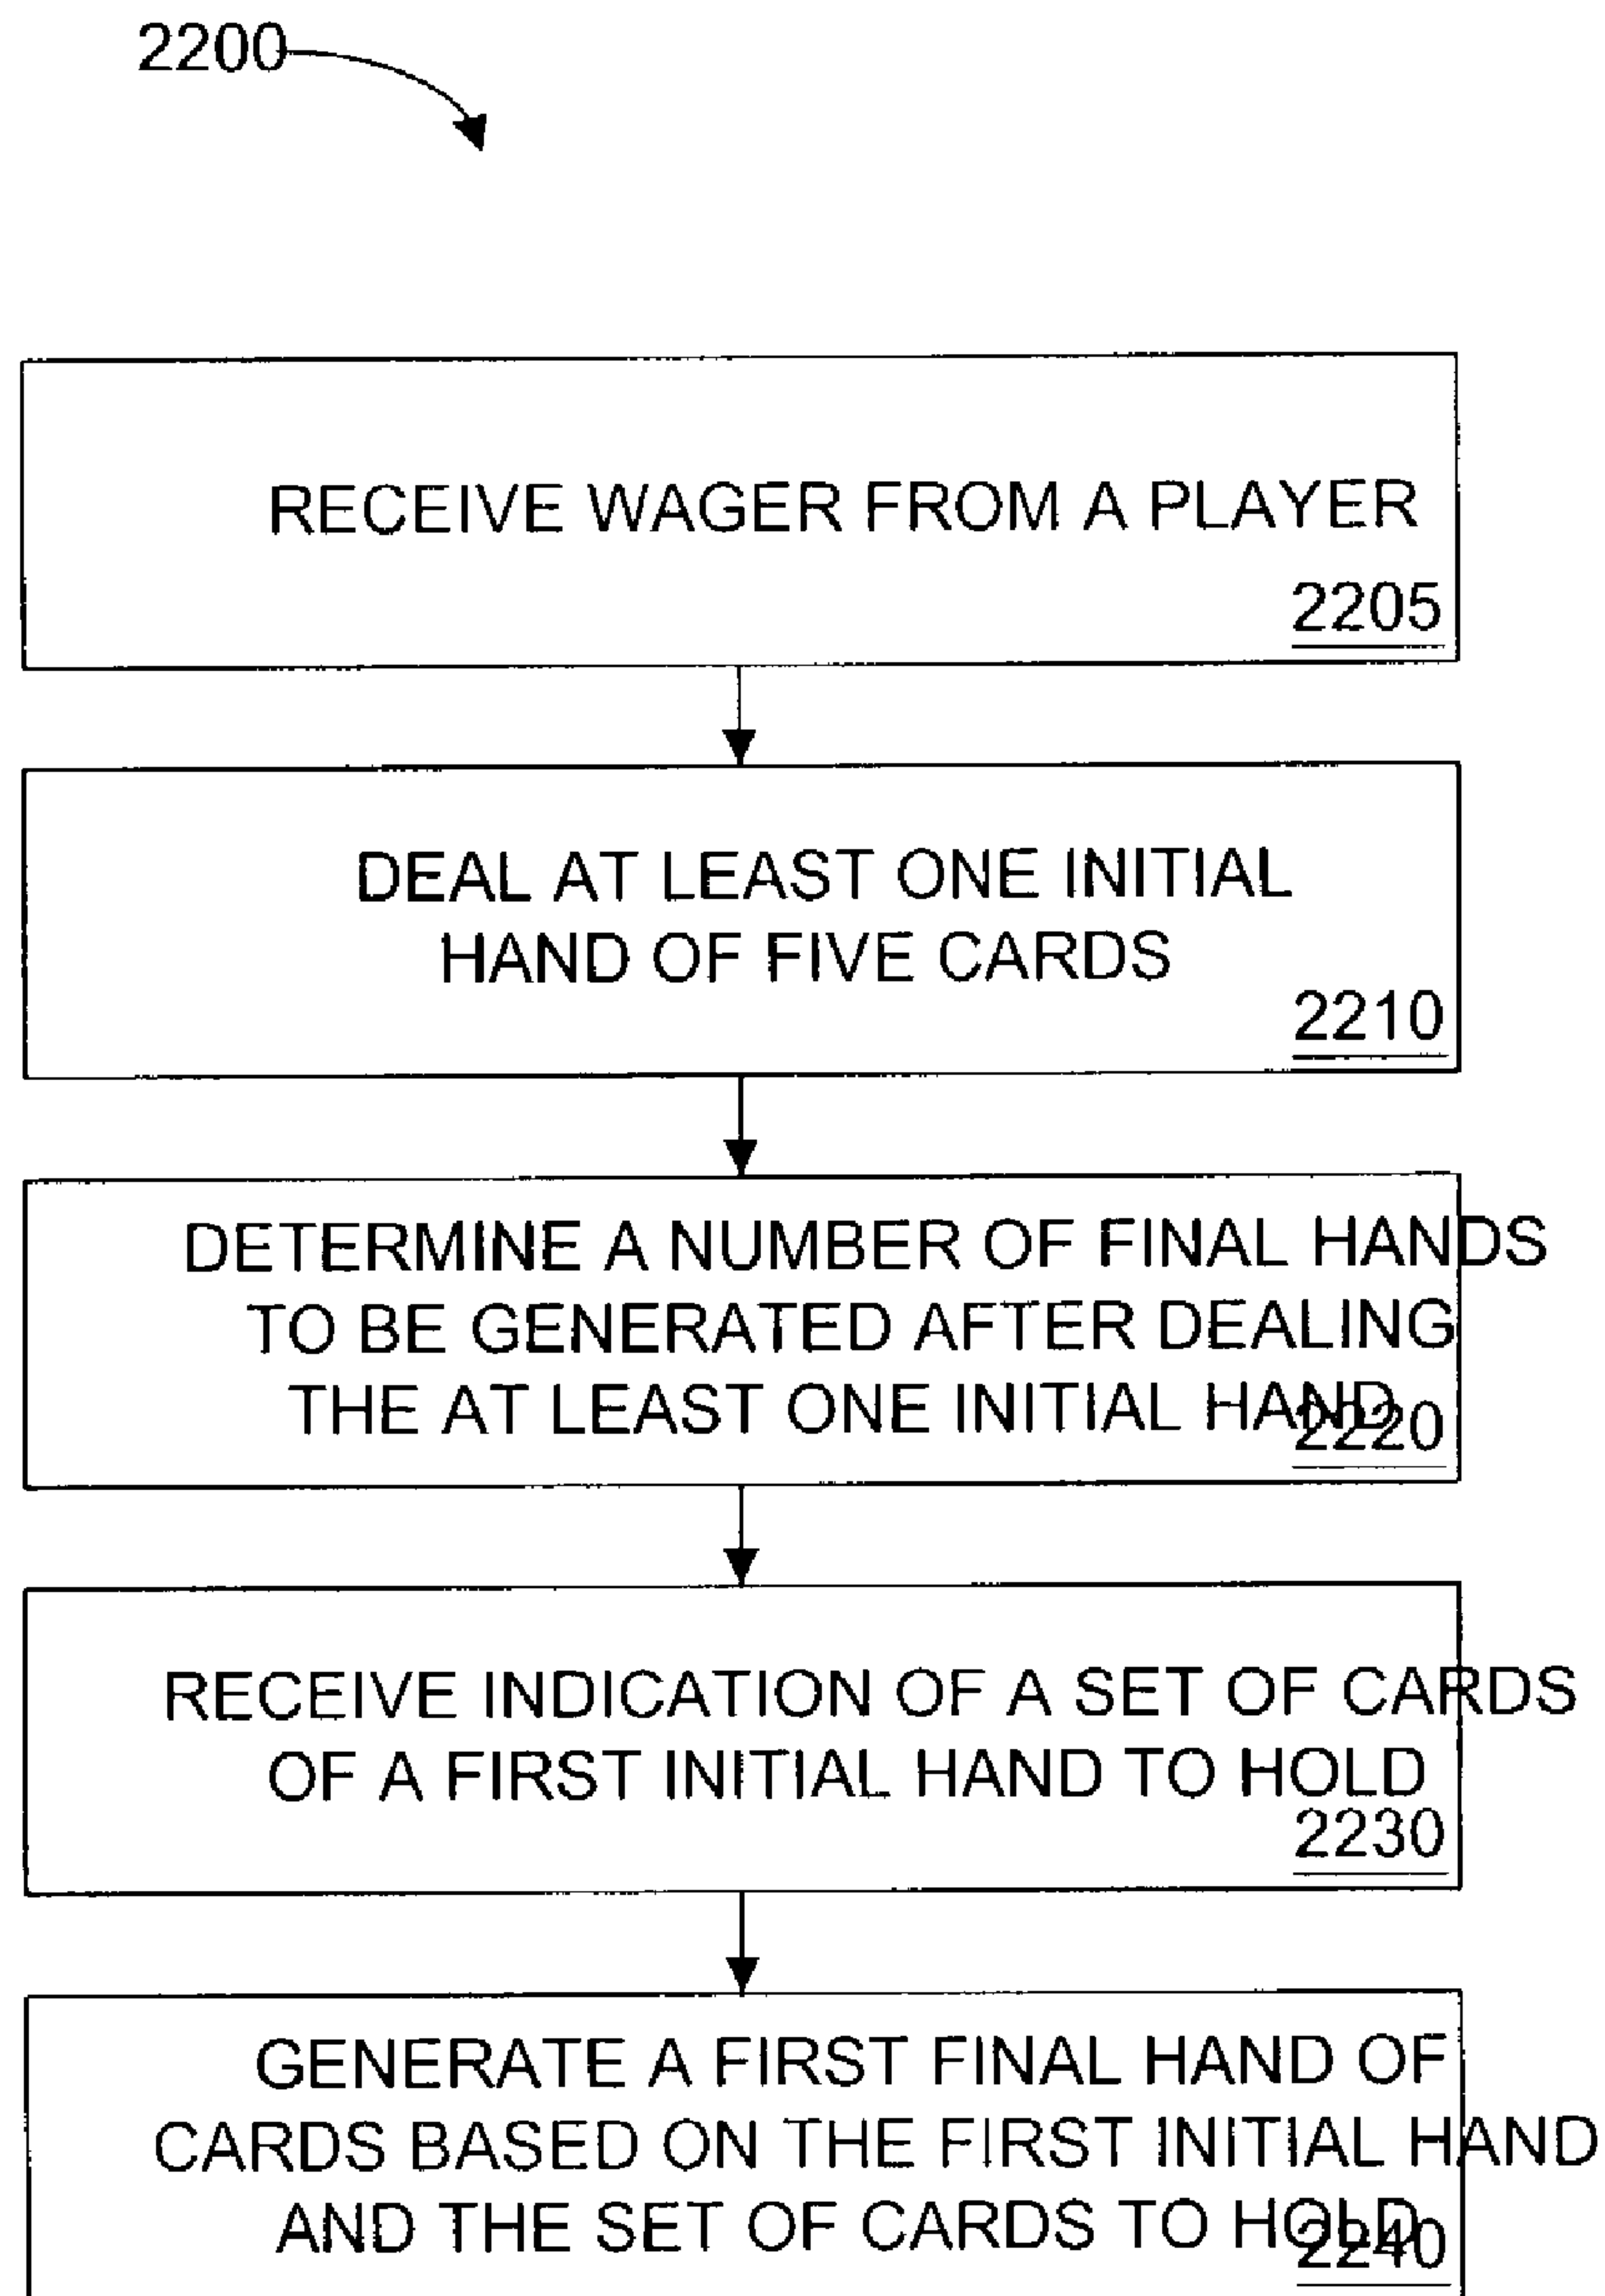 2200
RECEIVE WAGER FROM A PLAYER
2205
DEAL AT LEAST ONE INITIAL
HAND OF FIVE CARDS
2210
DETERMINE A NUMBER OF FINAL HANDS
TO BE GENERATED AFTER DEALING
THE AT LEAST ONE INITIAL HAND
2220
RECEIVE INDICATION OF A SET OF CARDS
OF A FIRST INITIAL HAND TO HOLD
2230
GENERATE A FIRST FINAL HAND OF
CARDS BASED ON THE FIRST INITIAL HAND
AND THE SET OF CARDS TO HOLD
2240